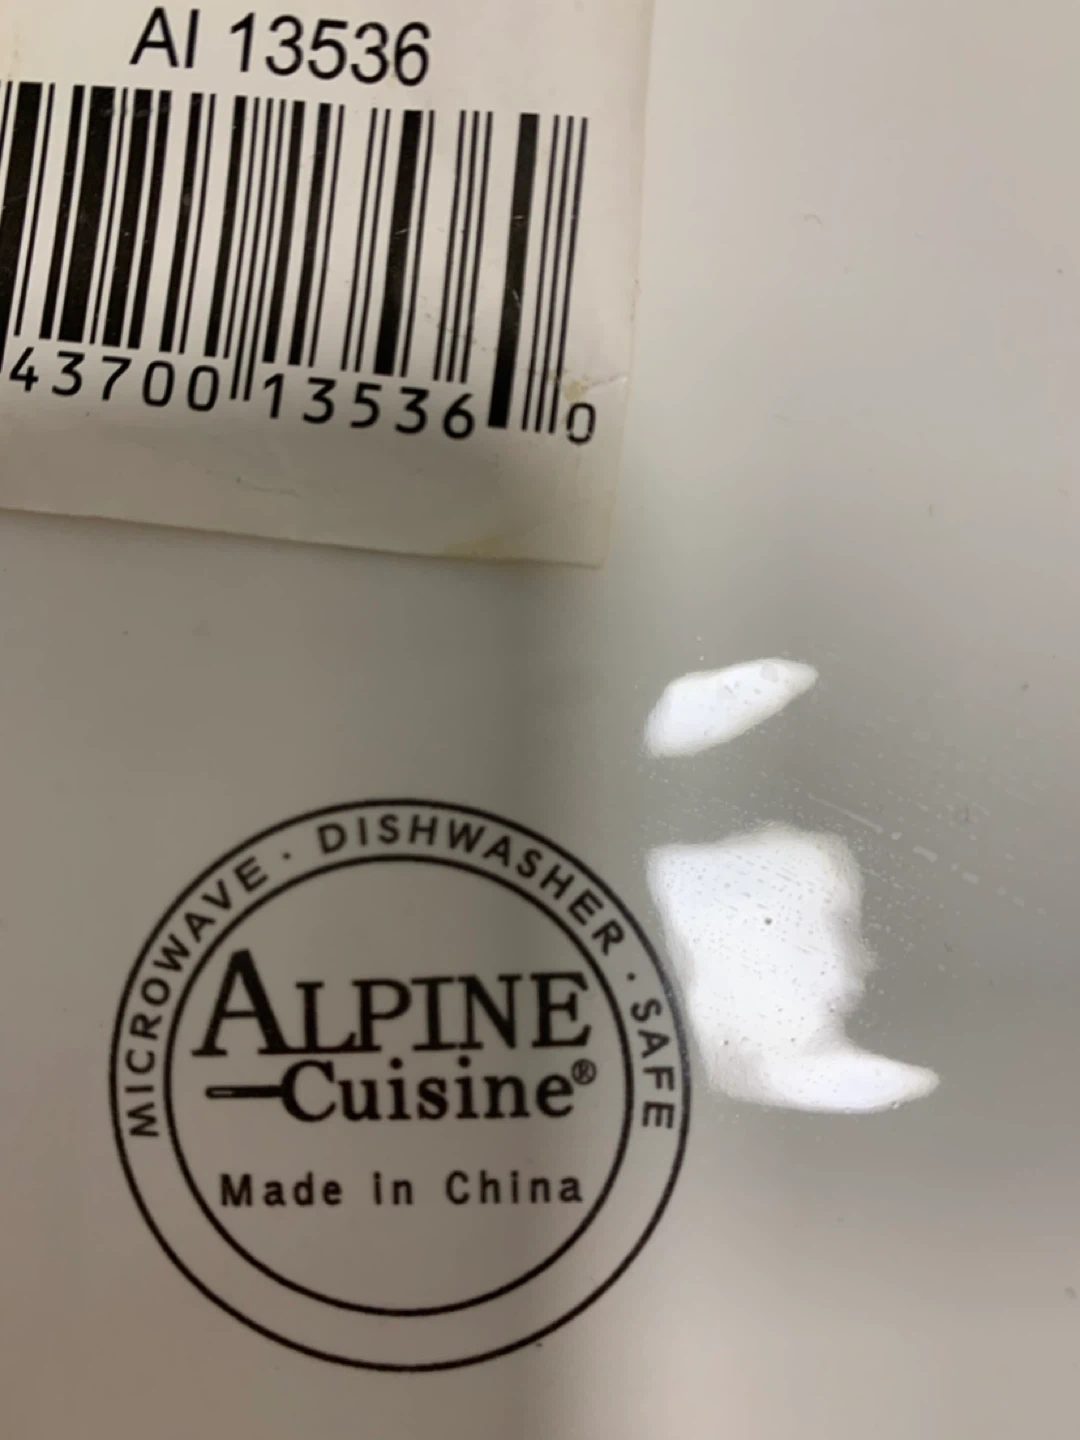 AI 13536
43700 13536 0
MICROWAVE · DISHWASHER · SAFE
ALPINE
Cuisine®
Made in China